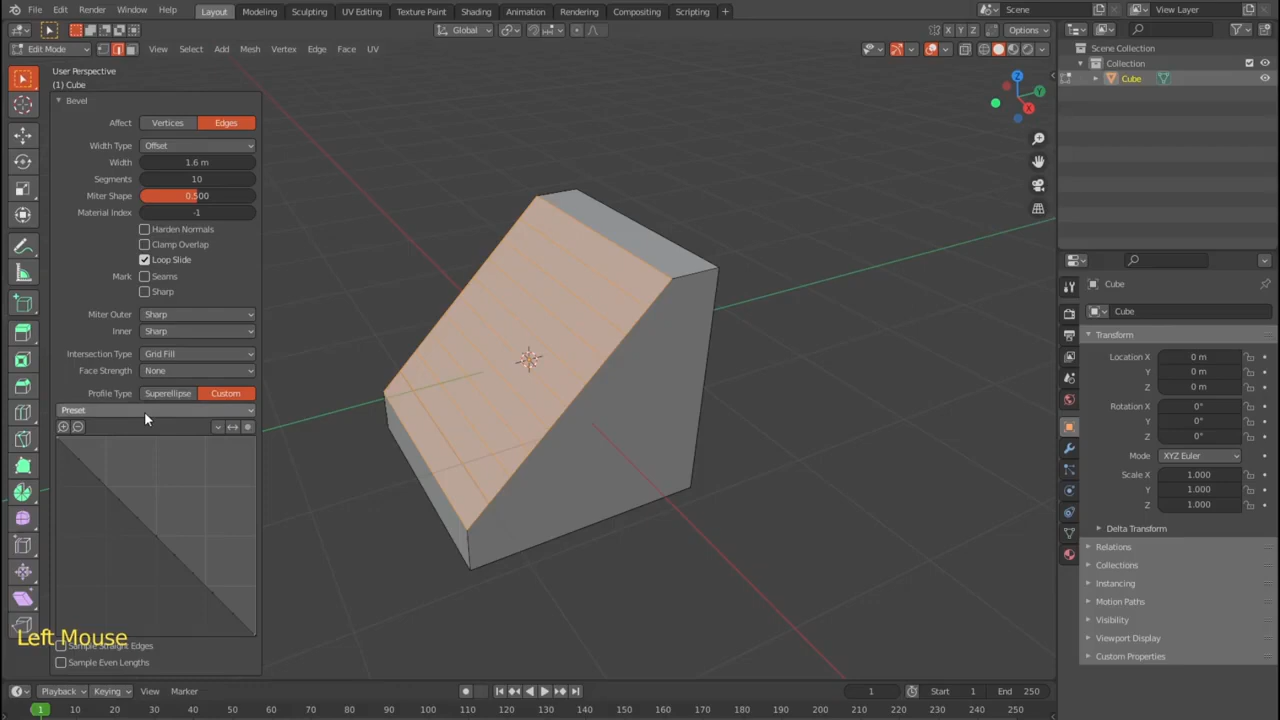 File Edit Render Window Help Layout Modeling Sculpting UV Editing Texture Paint Shading Animation Rendering Compositing Scripting + Scene View Layer
Global Options
X Y Z
Edit Mode View Select Add Mesh Vertex Edge Face UV
Scene Collection
Collection
Cube
User Perspective
(1) Cube
Bevel
Affect Vertices Edges
Width Type Offset
Width 1.6 m
Segments 10
Miter Shape 0.500
Material Index -1
Harden Normals
Clamp Overlap
Loop Slide
Mark Seams
Sharp
Miter Outer Sharp
Inner Sharp
Intersection Type Grid Fill
Face Strength None
Profile Type Superellipse Custom
Preset
Sample Straight Edges
Sample Even Lengths
Left Mouse
Z
Y
X
Cube
Cube
Transform
Location X 0 m
Y 0 m
Z 0 m
Rotation X 0°
Y 0°
Z 0°
Mode XYZ Euler
Scale X 1.000
Y 1.000
Z 1.000
Delta Transform
Relations
Collections
Instancing
Motion Paths
Visibility
Viewport Display
Custom Properties
Playback Keying View Marker 1 Start 1 End 250
1 10 20 30 40 50 60 70 80 90 100 110 120 130 140 150 160 170 180 190 200 210 220 230 240 250